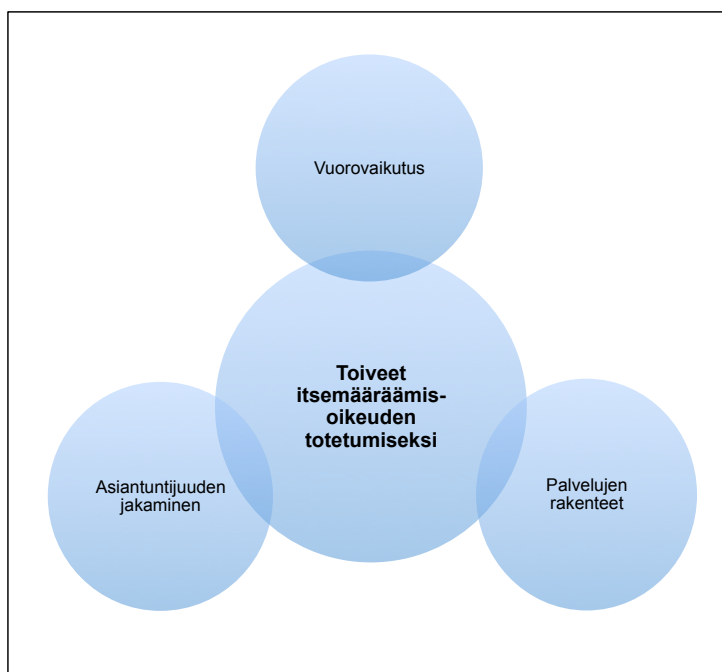 Vuorovaikutus
Toiveet
itsemääräämis-
oikeuden
totetumiseksi
Asiantuntijuuden
jakaminen
Palvelujen
rakenteet